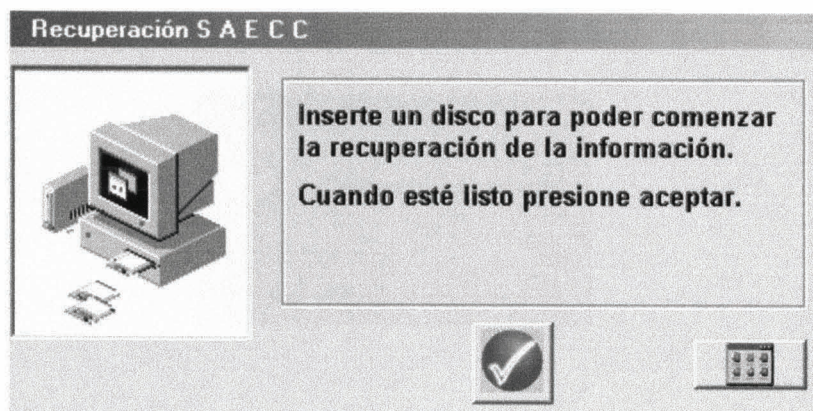 Recuperación S A E C C
Inserte un disco para poder comenzar
la recuperación de la información.
Cuando esté listo presione aceptar.